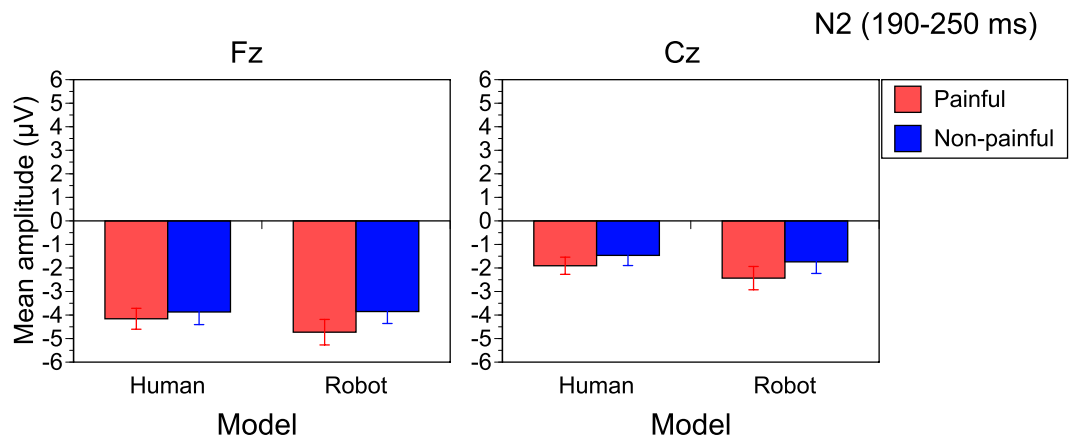 N2 (190-250 ms)
Fz
Cz
Mean amplitude (µV)
6
5
4
3
2
1
0
-1
-2
-3
-4
-5
-6
Human
Robot
Model
6
5
4
3
2
1
0
-1
-2
-3
-4
-5
-6
Human
Robot
Model
Painful
Non-painful